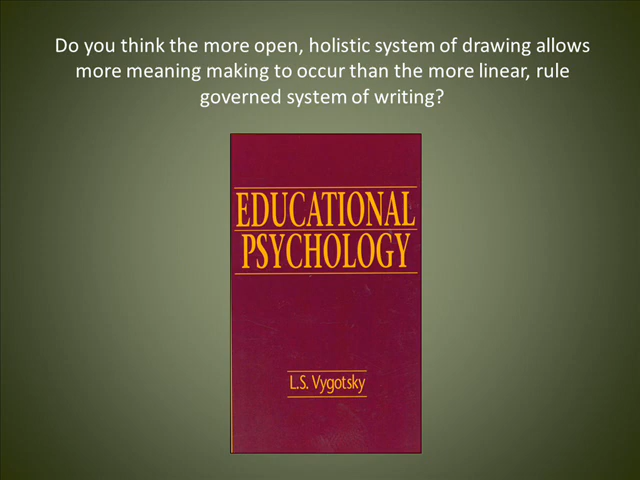 Do you think the more open, holistic system of drawing allows
more meaning making to occur than the more linear, rule
governed system of writing?
EDUCATIONAL
PSYCHOLOGY
L.S. Vygotsky